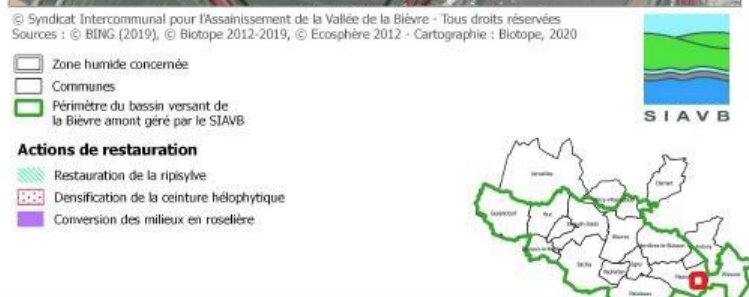 © Syndicat Intercommunal pour l'Assainissement de la Vallée de la Bièvre - Tous droits réservées
Sources : © BING (2019), © Biotope 2012-2019, © Ecosphère 2012 - Cartographie : Biotope, 2020
Zone humide concernée
Communes
Périmètre du bassin versant de
la Bièvre amont géré par le SIAVB
SIAVB
Actions de restauration
Restauration de la ripisylve
Densification de la ceinture hélophytique
Conversion des milieux en roselière
Versailles
Guyancourt
Buc
Bièvres
Saclay